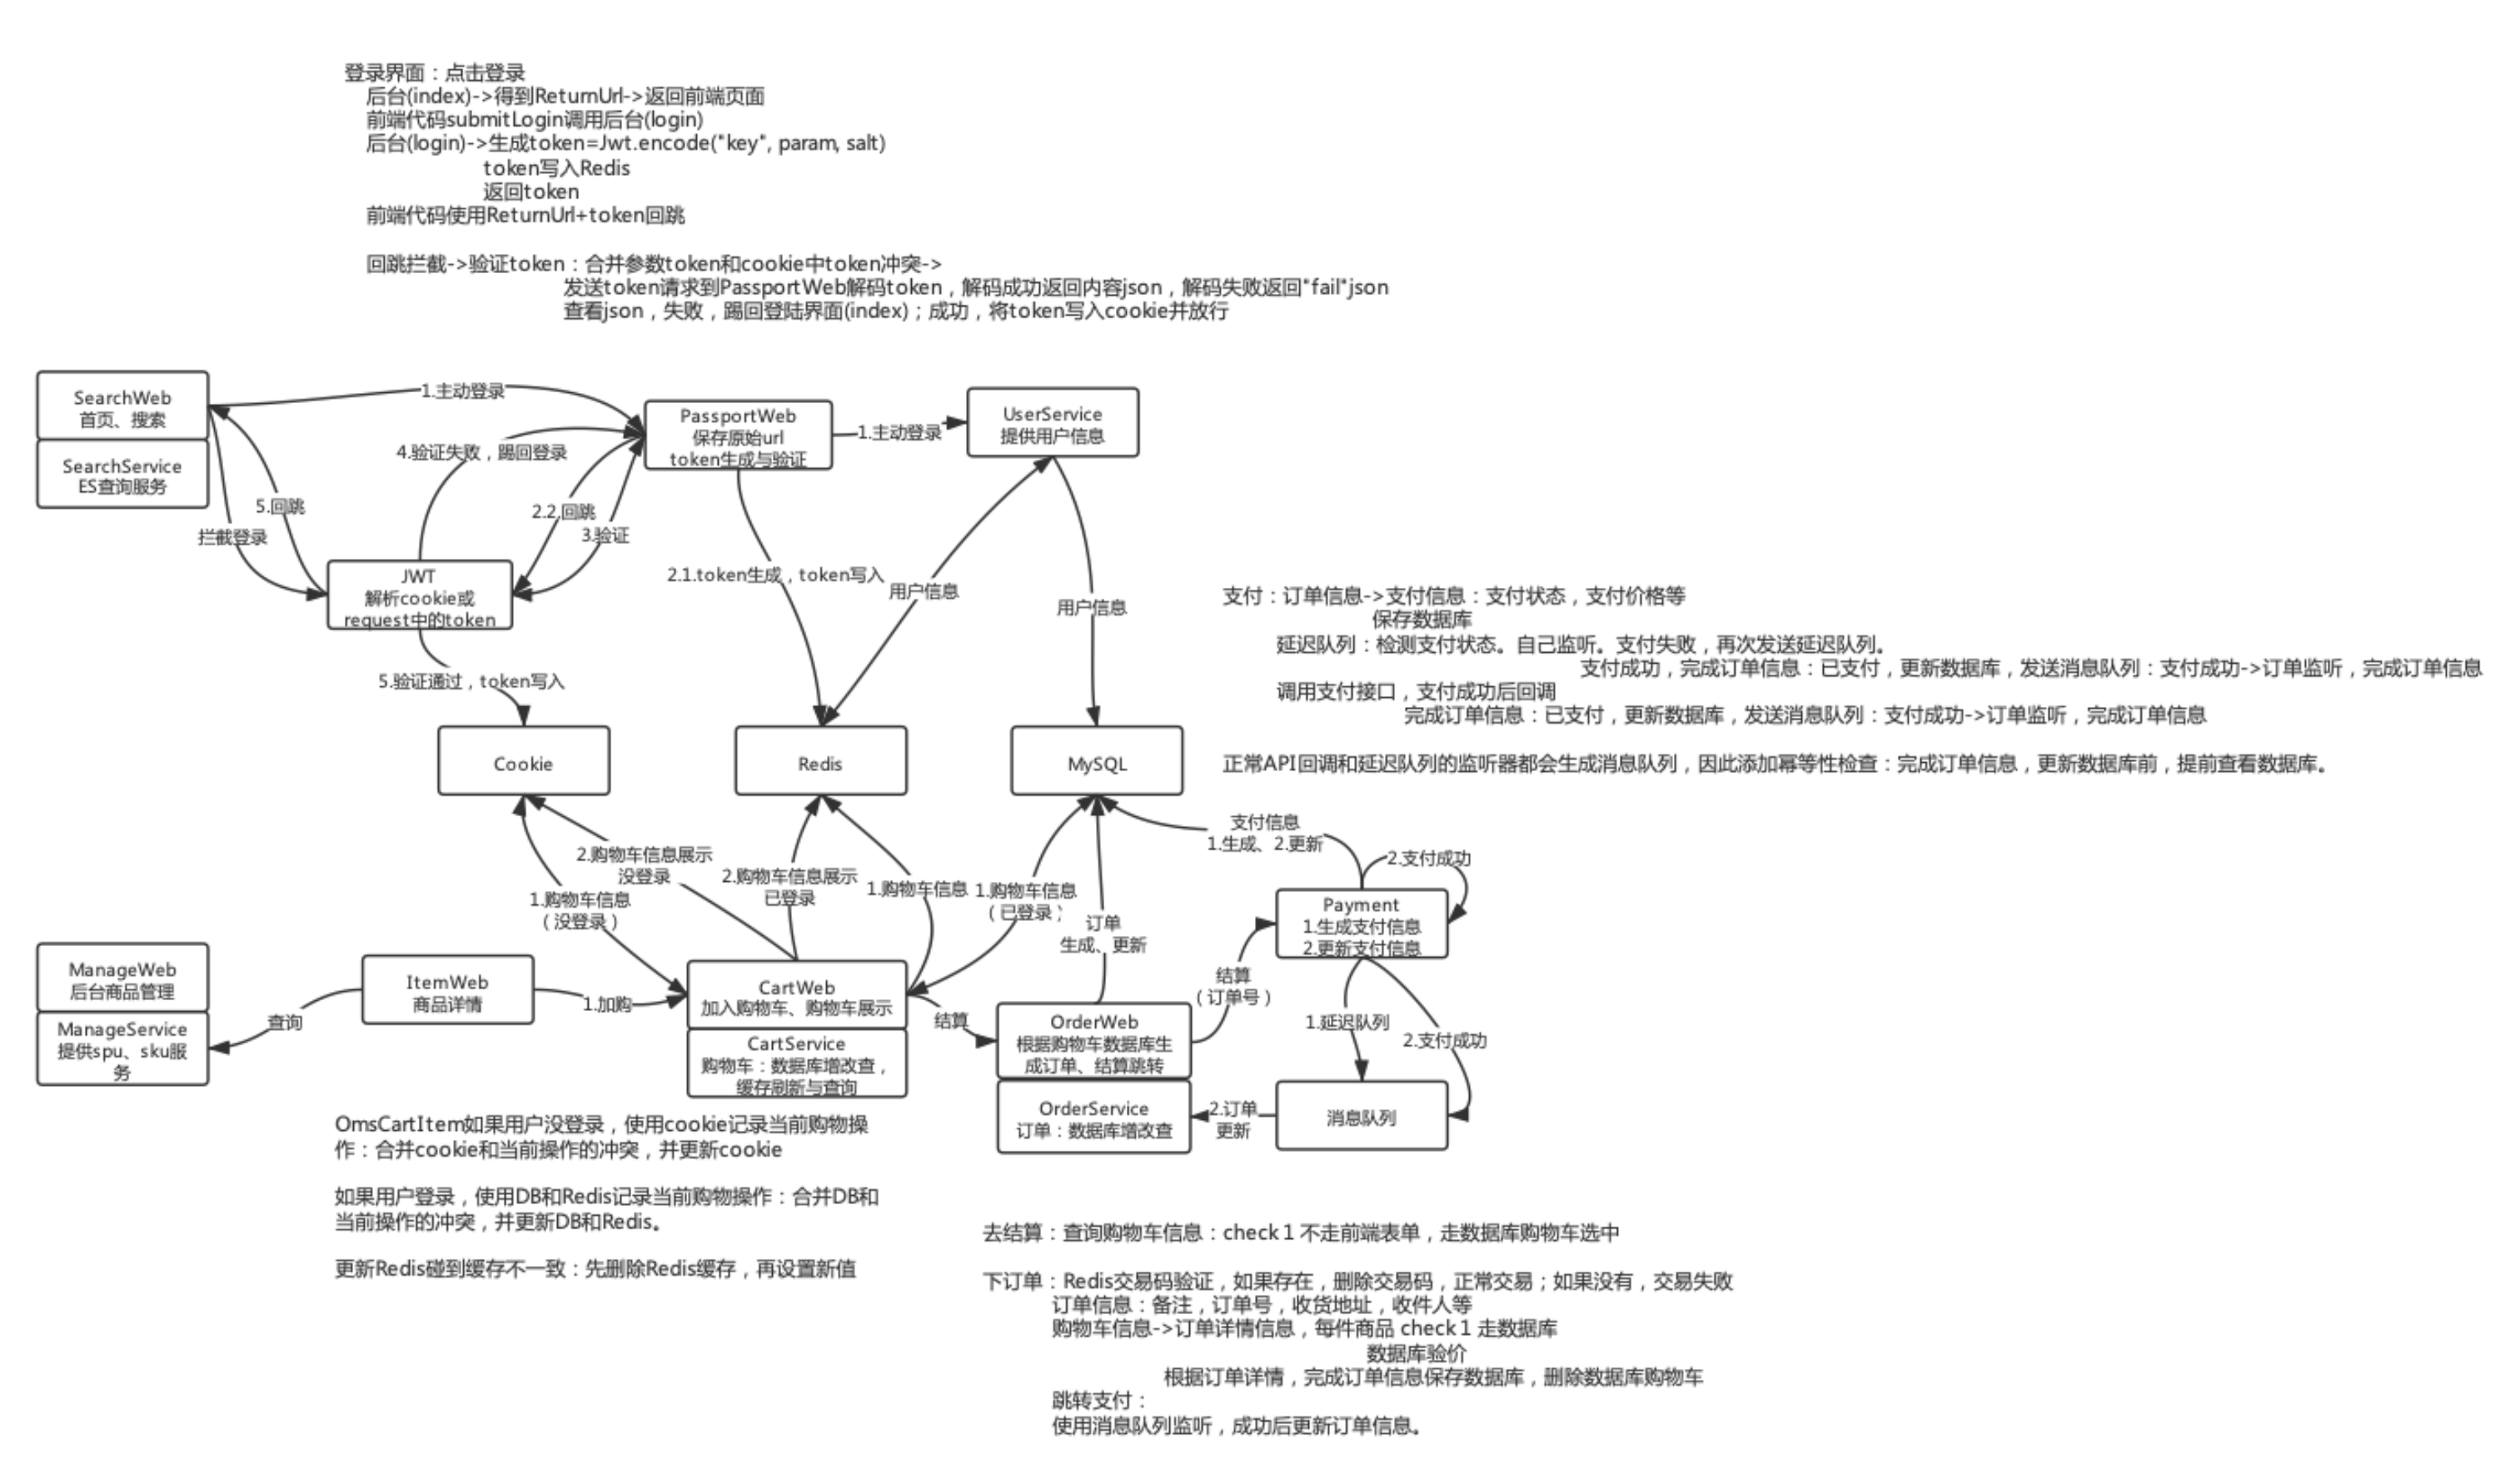 登录界面：点击登录
后台(index)->得到ReturnUrl->返回前端页面
前端代码submitLogin调用后台(login)
后台(login)->生成token=Jwt.encode("key", param, salt)
token写入Redis
返回token
前端代码使用ReturnUrl+token回跳
回跳拦截->验证token：合并参数token和cookie中token冲突->
发送token请求到PassportWeb解码token，解码成功返回内容json，解码失败返回"fail"json
查看json，失败，踢回登陆界面(index)；成功，将token写入cookie并放行
SearchWeb
首页、搜索
SearchService
ES查询服务
1.主动登录
PassportWeb
保存原始url
token生成与验证
1.主动登录
UserService
提供用户信息
4.验证失败，踢回登录
5.回跳
拦截登录
2.2.回跳
3.验证
JWT
解析cookie或
request中的token
2.1.token生成，token写入
用户信息
用户信息
5.验证通过，token写入
支付：订单信息->支付信息：支付状态，支付价格等
保存数据库
延迟队列：检测支付状态。自己监听。支付失败，再次发送延迟队列。
支付成功，完成订单信息：已支付，更新数据库，发送消息队列：支付成功->订单监听，完成订单信息
调用支付接口，支付成功后回调
完成订单信息：已支付，更新数据库，发送消息队列：支付成功->订单监听，完成订单信息
正常API回调和延迟队列的监听器都会生成消息队列，因此添加幂等性检查：完成订单信息，更新数据库前，提前查看数据库。
Cookie
Redis
MySQL
2.购物车信息展示
没登录
1.购物车信息
（没登录）
2.购物车信息展示
已登录
1.购物车信息
1.购物车信息
（已登录）
订单
生成、更新
支付信息
1.生成、2.更新
2.支付成功
Payment
1.生成支付信息
2.更新支付信息
ManageWeb
后台商品管理
ManageService
提供spu、sku服
务
查询
ItemWeb
商品详情
1.加购
CartWeb
加入购物车、购物车展示
CartService
购物车：数据库增改查，
缓存刷新与查询
结算
OrderWeb
根据购物车数据库生
成订单、结算跳转
OrderService
订单：数据库增改查
结算
（订单号）
1.延迟队列
2.支付成功
2.订单
更新
消息队列
OmsCartItem如果用户没登录，使用cookie记录当前购物操
作：合并cookie和当前操作的冲突，并更新cookie
如果用户登录，使用DB和Redis记录当前购物操作：合并DB和
当前操作的冲突，并更新DB和Redis。
更新Redis碰到缓存不一致：先删除Redis缓存，再设置新值
去结算：查询购物车信息：check 1 不走前端表单，走数据库购物车选中
下订单：Redis交易码验证，如果存在，删除交易码，正常交易；如果没有，交易失败
订单信息：备注，订单号，收货地址，收件人等
购物车信息->订单详情信息，每件商品 check 1 走数据库
数据库验价
根据订单详情，完成订单信息保存数据库，删除数据库购物车
跳转支付：
使用消息队列监听，成功后更新订单信息。